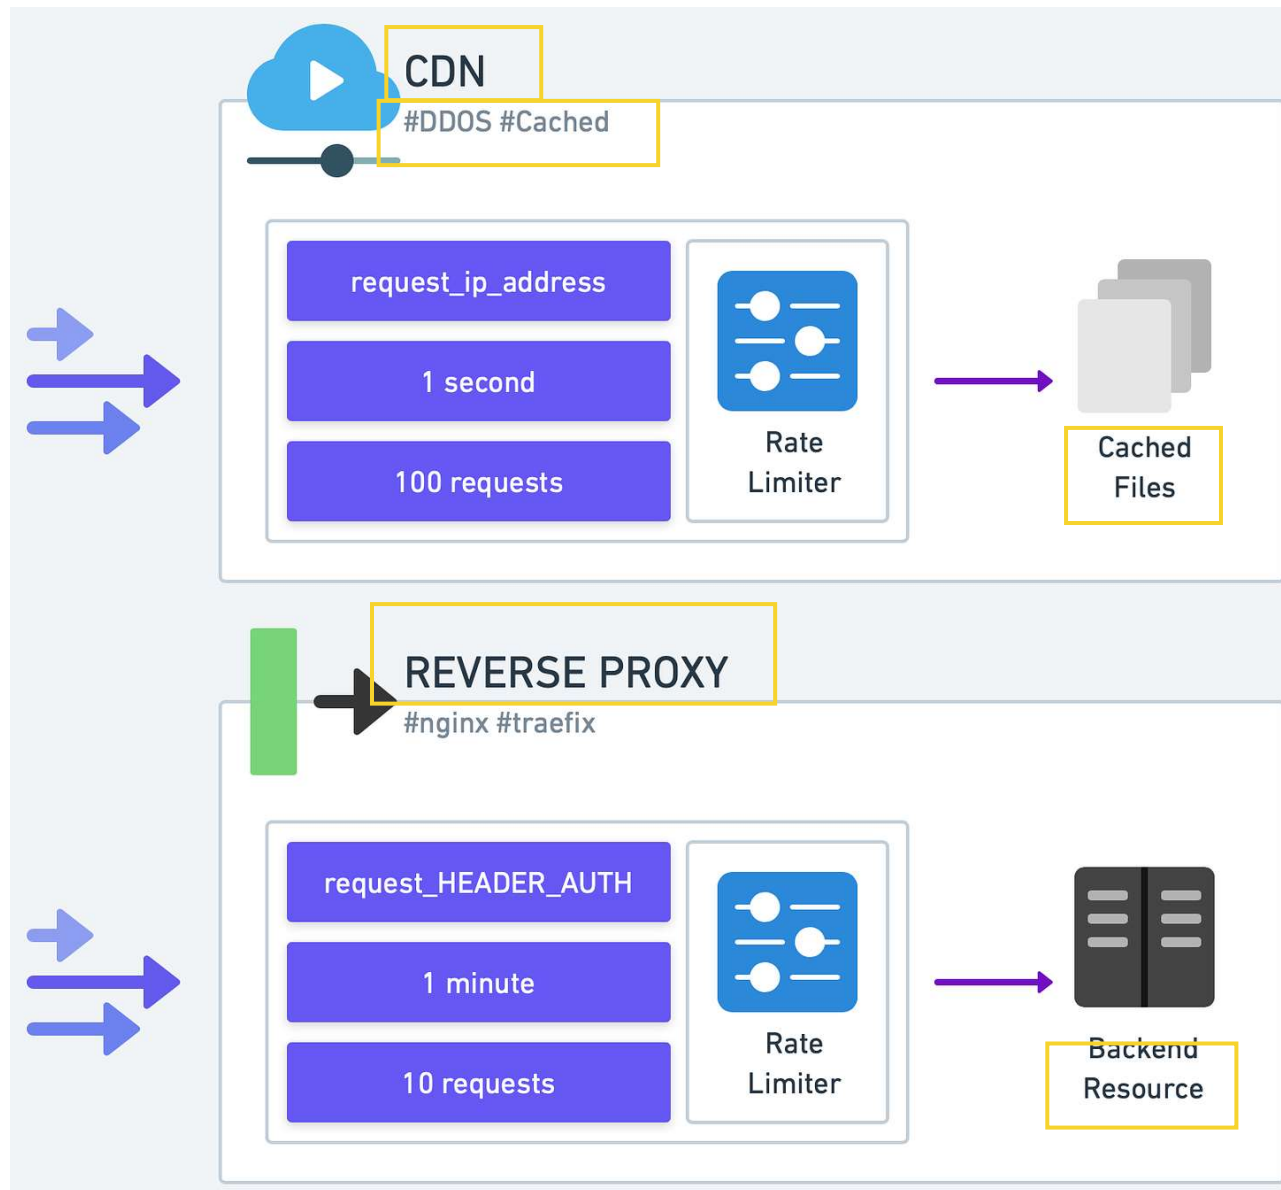 CDN
#DDOS #Cached
request_ip_address
1 second
100 requests
Rate
Limiter
Cached
Files
REVERSE PROXY
#nginx #traefix
request_HEADER_AUTH
1 minute
10 requests
Rate
Limiter
Backend
Resource